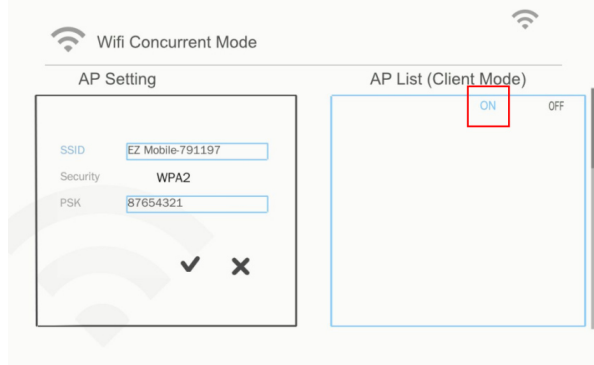 Wifi Concurrent Mode
AP Setting
SSID EZ Mobile-791197
Security WPA2
PSK 87654321
AP List (Client Mode)
ON OFF